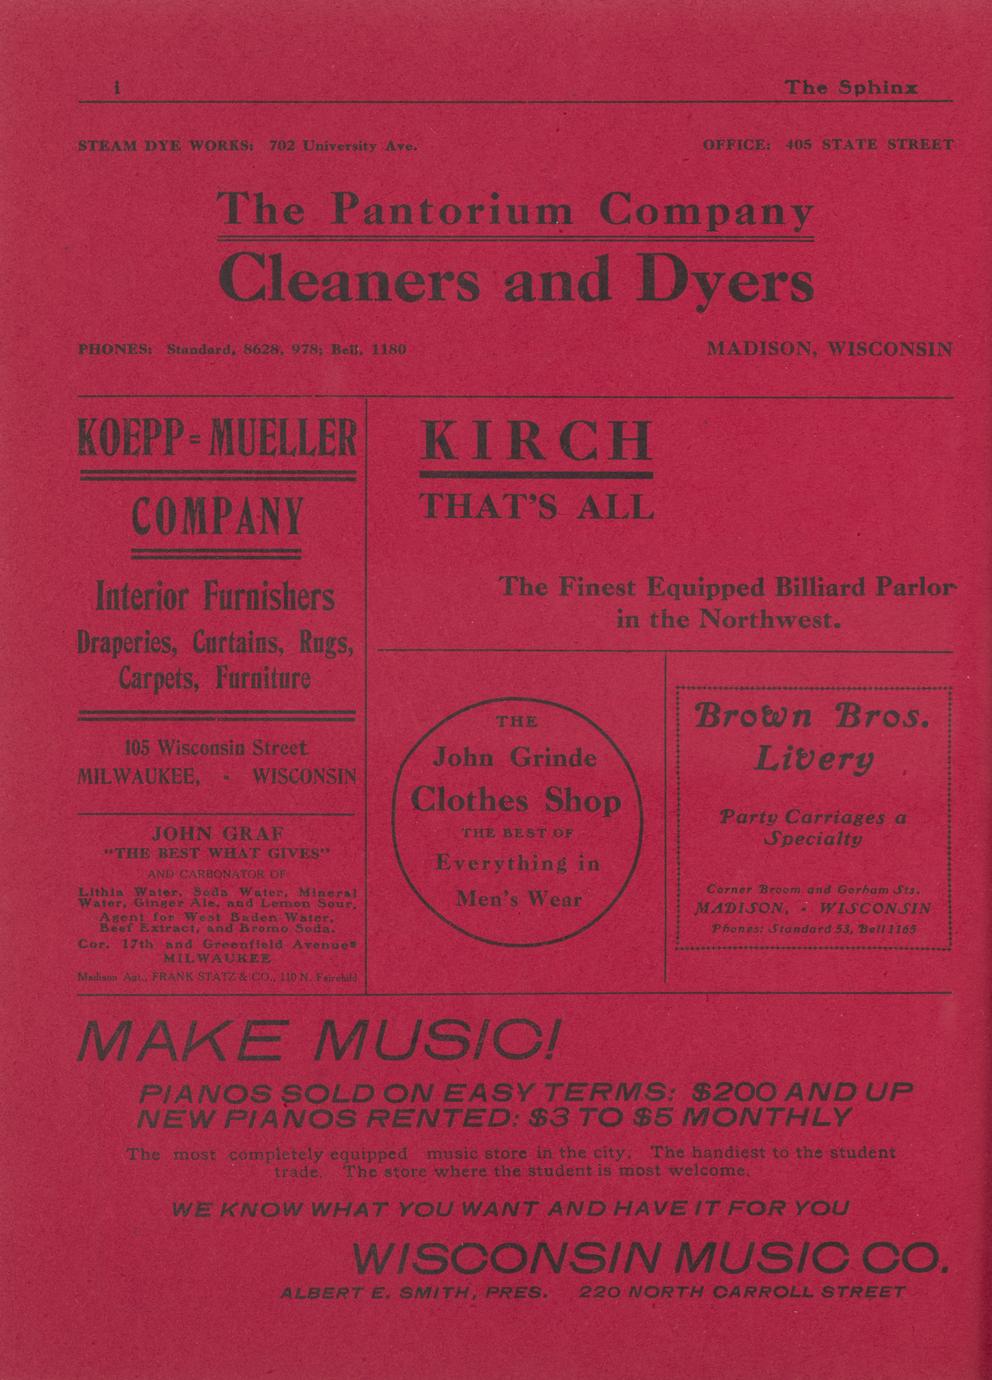 i
The Sphinx
STEAM DYE WORKS: 702 University Ave.
OFFICE: 405 STATE STREET
The Pantorium Company
Cleaners and Dyers
PHONES: Standard, 8628, 978; Bell, 1180
MADISON, WISCONSIN
KOEPP=MUELLER
COMPANY
Interior Furnishers
Draperies, Curtains, Rugs,
Carpets, Furniture
105 Wisconsin Street
MILWAUKEE, - WISCONSIN
JOHN GRAF
"THE BEST WHAT GIVES"
AND CARBONATOR OF
Lithia Water, Soda Water, Mineral
Water, Ginger Ale, and Lemon Sour,
Agent for West Baden Water,
Beef Extract, and Bromo Soda.
Cor. 17th and Greenfield Avenues
MILWAUKEE
Madison Agt., FRANK STATZ & CO., 110 N. Fairchild
KIRCH
THAT'S ALL
The Finest Equipped Billiard Parlor
in the Northwest.
THE
John Grinde
Clothes Shop
THE BEST OF
Everything in
Men's Wear
Brown Bros.
Livery
Party Carriages a
Specialty
Corner Broom and Gorham Sts.
MADISON, - WISCONSIN
Phones: Standard 53, Bell 1165
MAKE MUSIC!
PIANOS SOLD ON EASY TERMS: $200 AND UP
NEW PIANOS RENTED: $3 TO $5 MONTHLY
The most completely equipped music store in the city. The handiest to the student
trade. The store where the student is most welcome.
WE KNOW WHAT YOU WANT AND HAVE IT FOR YOU
WISCONSIN MUSIC CO.
ALBERT E. SMITH, PRES. 220 NORTH CARROLL STREET